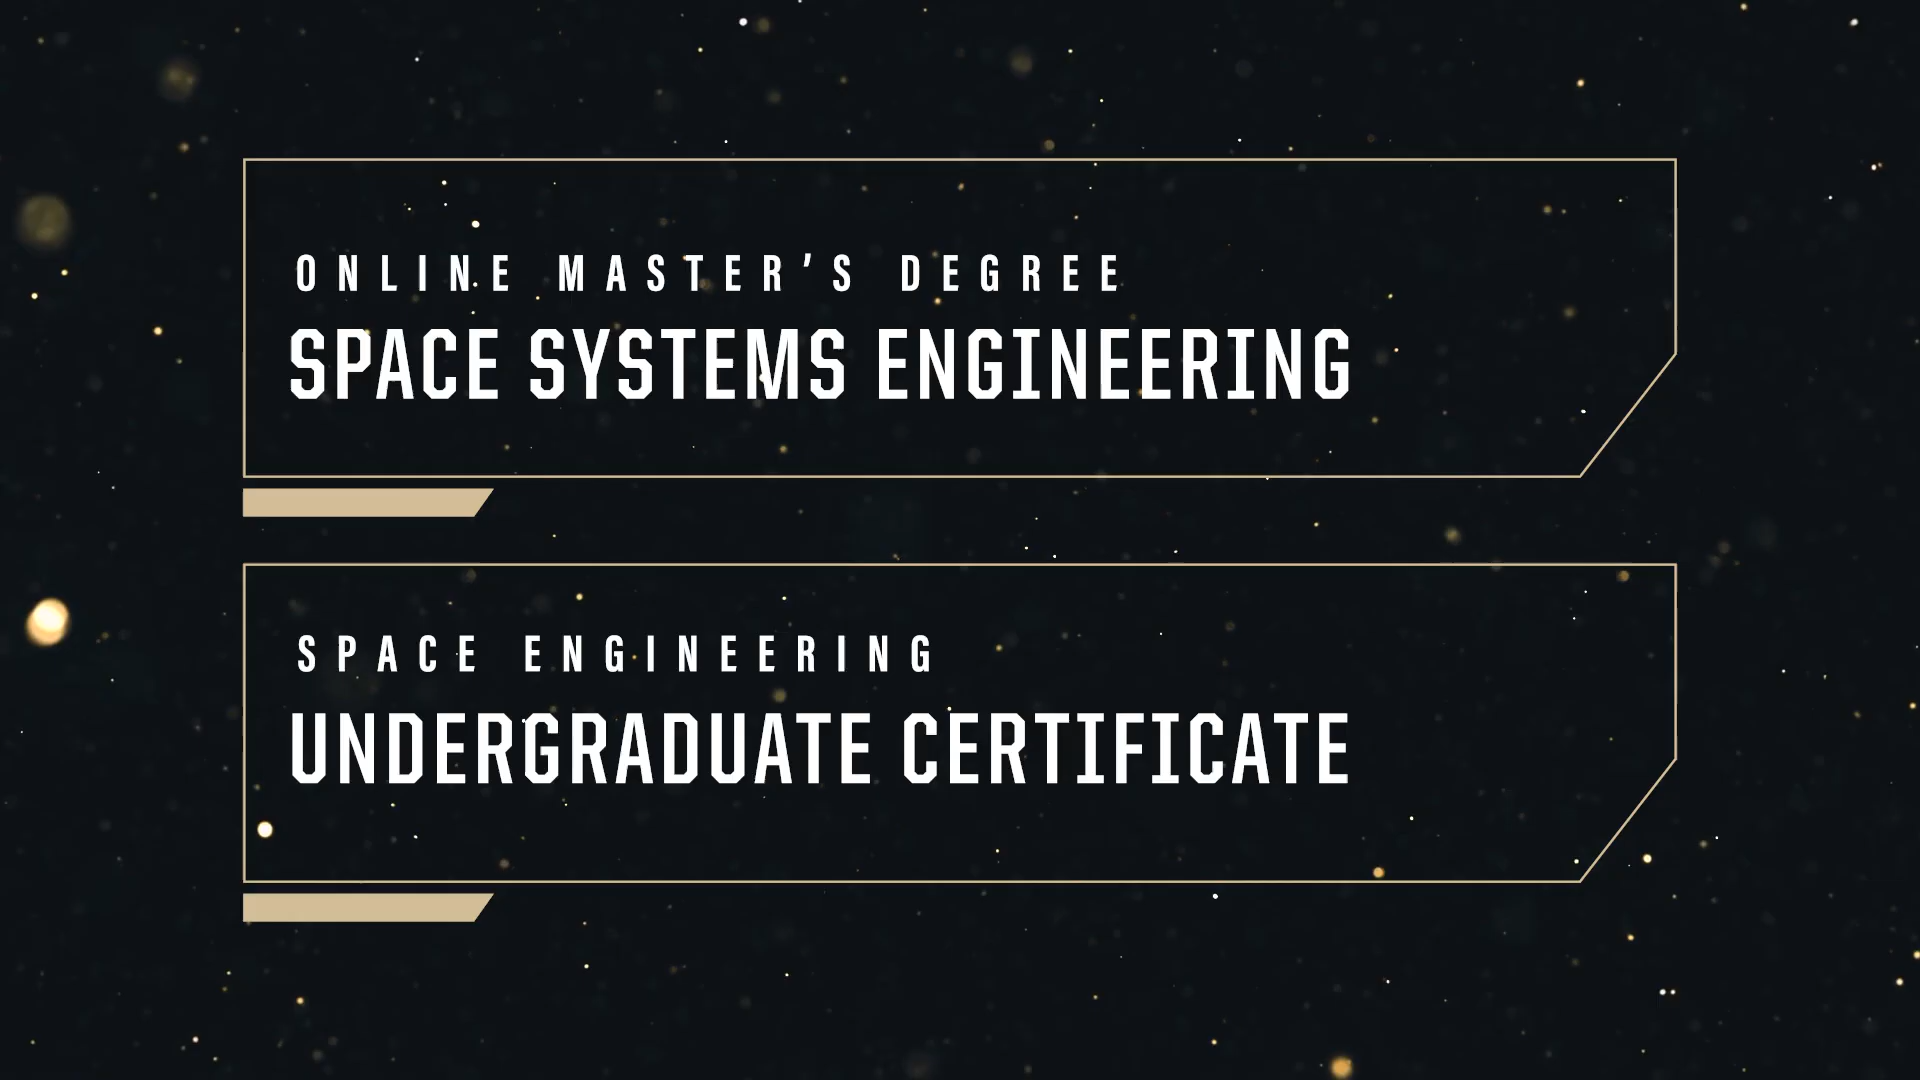 ONLINE MASTER'S DEGREE
SPACE SYSTEMS ENGINEERING
SPACE ENGINEERING
UNDERGRADUATE CERTIFICATE